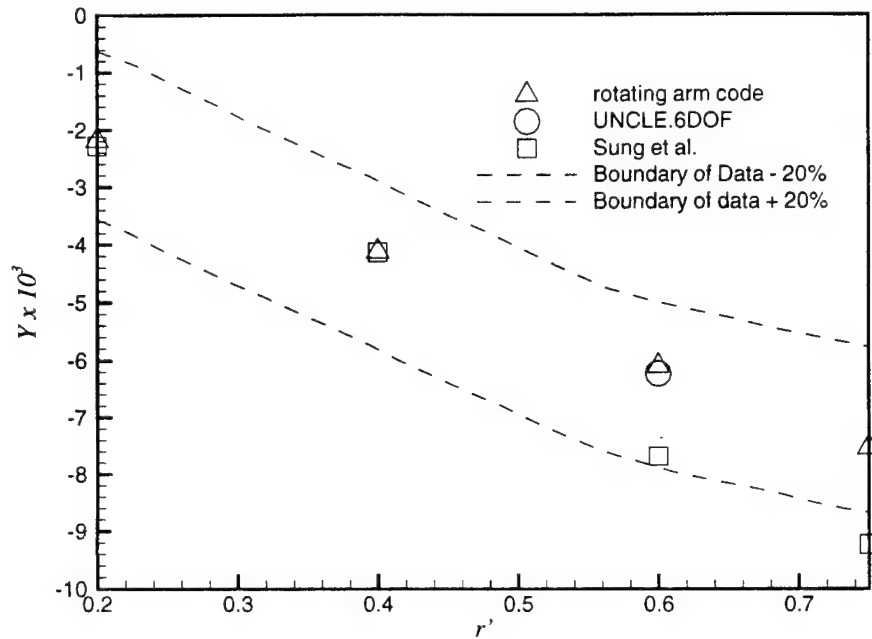 0
-1
-2
-3
-4
-5
-6
-7
-8
-9
-10
Y x 10³
0.2
0.3
0.4
0.5
0.6
0.7
r'
rotating arm code
UNCLE.6DOF
Sung et al.
Boundary of Data - 20%
Boundary of data + 20%